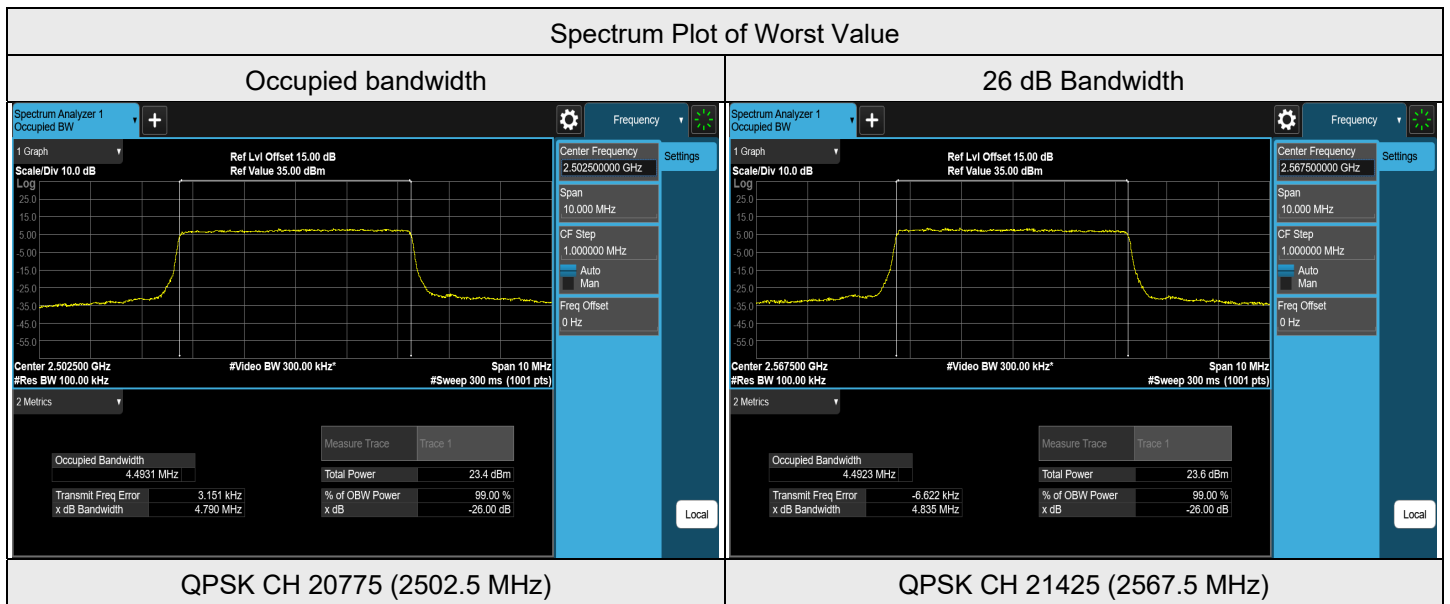 Spectrum Plot of Worst Value
Occupied bandwidth
26 dB Bandwidth
Spectrum Analyzer 1
Occupied BW
+
Frequency
1 Graph
Ref Lvl Offset 15.00 dB
Scale/Div 10.0 dB
Ref Value 35.00 dBm
Log
25.0
15.0
5.00
-5.00
-15.0
-25.0
-35.0
-45.0
-55.0
Center 2.502500 GHz
#Video BW 300.00 kHz*
Span 10 MHz
#Res BW 100.00 kHz
#Sweep 300 ms (1001 pts)
Center Frequency
2.502500000 GHz
Settings
Span
10.000 MHz
CF Step
1.000000 MHz
Auto
Man
Freq Offset
0 Hz
Local
2 Metrics
Measure Trace Trace 1
Occupied Bandwidth
4.4931 MHz
Total Power 23.4 dBm
Transmit Freq Error 3.151 kHz
% of OBW Power 99.00 %
x dB Bandwidth 4.790 MHz
x dB -26.00 dB
Spectrum Analyzer 1
Occupied BW
+
Frequency
1 Graph
Ref Lvl Offset 15.00 dB
Scale/Div 10.0 dB
Ref Value 35.00 dBm
Log
25.0
15.0
5.00
-5.00
-15.0
-25.0
-35.0
-45.0
-55.0
Center 2.567500 GHz
#Video BW 300.00 kHz*
Span 10 MHz
#Res BW 100.00 kHz
#Sweep 300 ms (1001 pts)
Center Frequency
2.567500000 GHz
Settings
Span
10.000 MHz
CF Step
1.000000 MHz
Auto
Man
Freq Offset
0 Hz
Local
2 Metrics
Measure Trace Trace 1
Occupied Bandwidth
4.4923 MHz
Total Power 23.6 dBm
Transmit Freq Error -6.622 kHz
% of OBW Power 99.00 %
x dB Bandwidth 4.835 MHz
x dB -26.00 dB
QPSK CH 20775 (2502.5 MHz)
QPSK CH 21425 (2567.5 MHz)